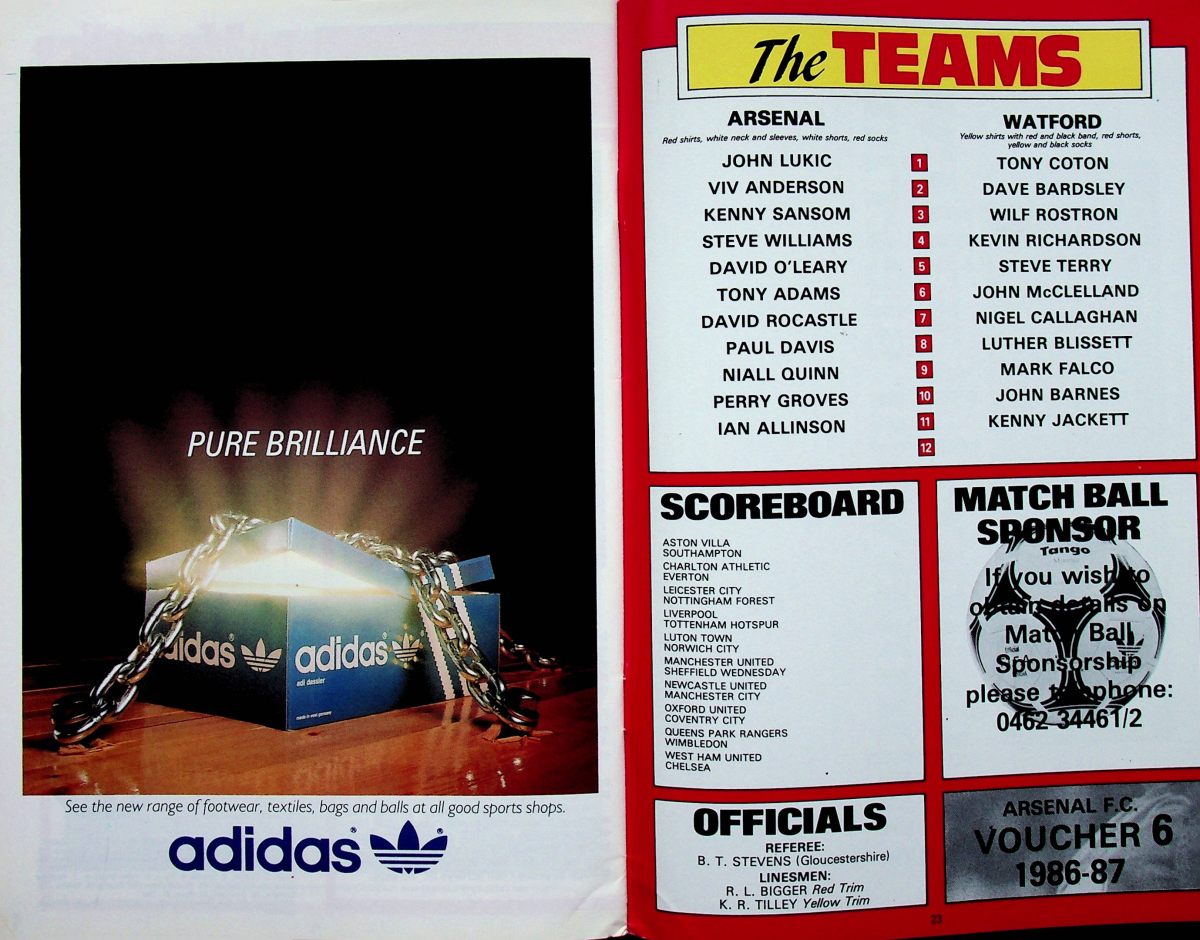 PURE BRILLIANCE
adidas
adidas
adi dassler
made in west germany
See the new range of footwear, textiles, bags and balls at all good sports shops.
adidas
The TEAMS
ARSENAL
Red shirts, white neck and sleeves, white shorts, red socks
WATFORD
Yellow shirts with red and black band, red shorts,
yellow and black socks
JOHN LUKIC 1 TONY COTON
VIV ANDERSON 2 DAVE BARDSLEY
KENNY SANSOM 3 WILF ROSTRON
STEVE WILLIAMS 4 KEVIN RICHARDSON
DAVID O'LEARY 5 STEVE TERRY
TONY ADAMS 6 JOHN McCLELLAND
DAVID ROCASTLE 7 NIGEL CALLAGHAN
PAUL DAVIS 8 LUTHER BLISSETT
NIALL QUINN 9 MARK FALCO
PERRY GROVES 10 JOHN BARNES
IAN ALLINSON 11 KENNY JACKETT
12
SCOREBOARD
ASTON VILLA
SOUTHAMPTON
CHARLTON ATHLETIC
EVERTON
LEICESTER CITY
NOTTINGHAM FOREST
LIVERPOOL
TOTTENHAM HOTSPUR
LUTON TOWN
NORWICH CITY
MANCHESTER UNITED
SHEFFIELD WEDNESDAY
NEWCASTLE UNITED
MANCHESTER CITY
OXFORD UNITED
COVENTRY CITY
QUEENS PARK RANGERS
WIMBLEDON
WEST HAM UNITED
CHELSEA
MATCH BALL
SPONSOR
Tango
If you wish to
obtain details on
Match Ball
Sponsorship
please telephone:
0462 34461/2
OFFICIALS
REFEREE:
B. T. STEVENS (Gloucestershire)
LINESMEN:
R. L. BIGGER Red Trim
K. R. TILLEY Yellow Trim
ARSENAL F.C.
VOUCHER 6
1986-87
23